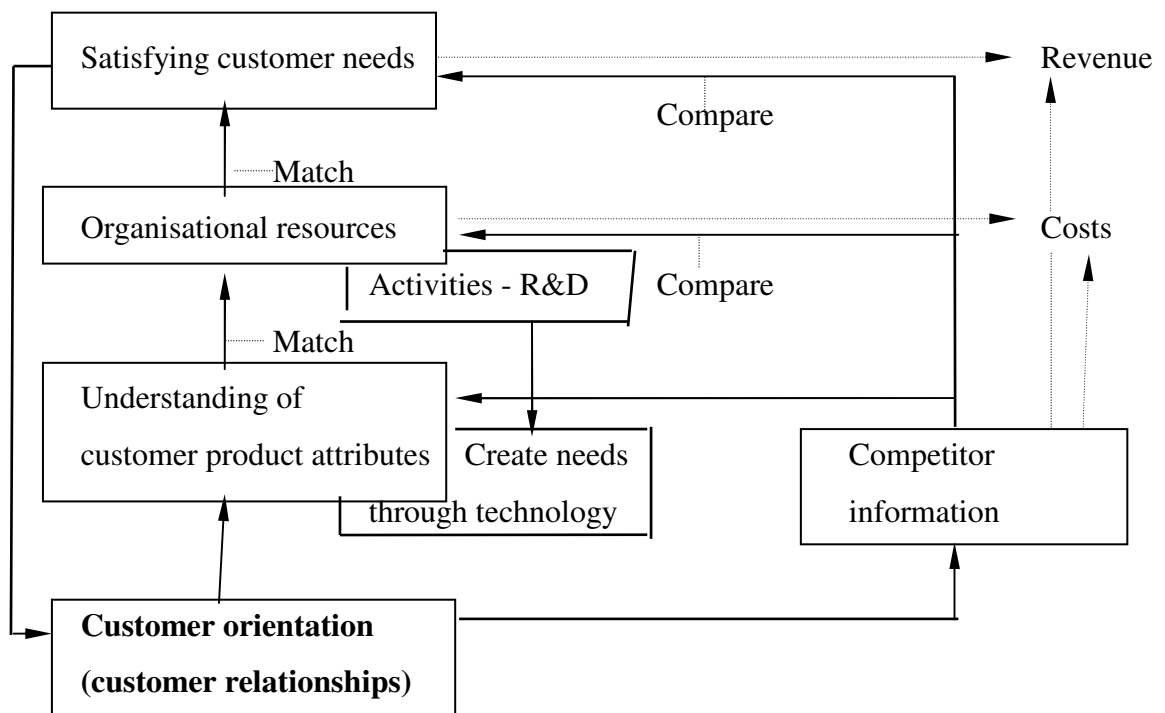 Satisfying customer needs
Revenue
Compare
Match
Organisational resources
Costs
Activities - R&D
Compare
Match
Understanding of
customer product attributes
Create needs
through technology
Competitor
information
Customer orientation
(customer relationships)